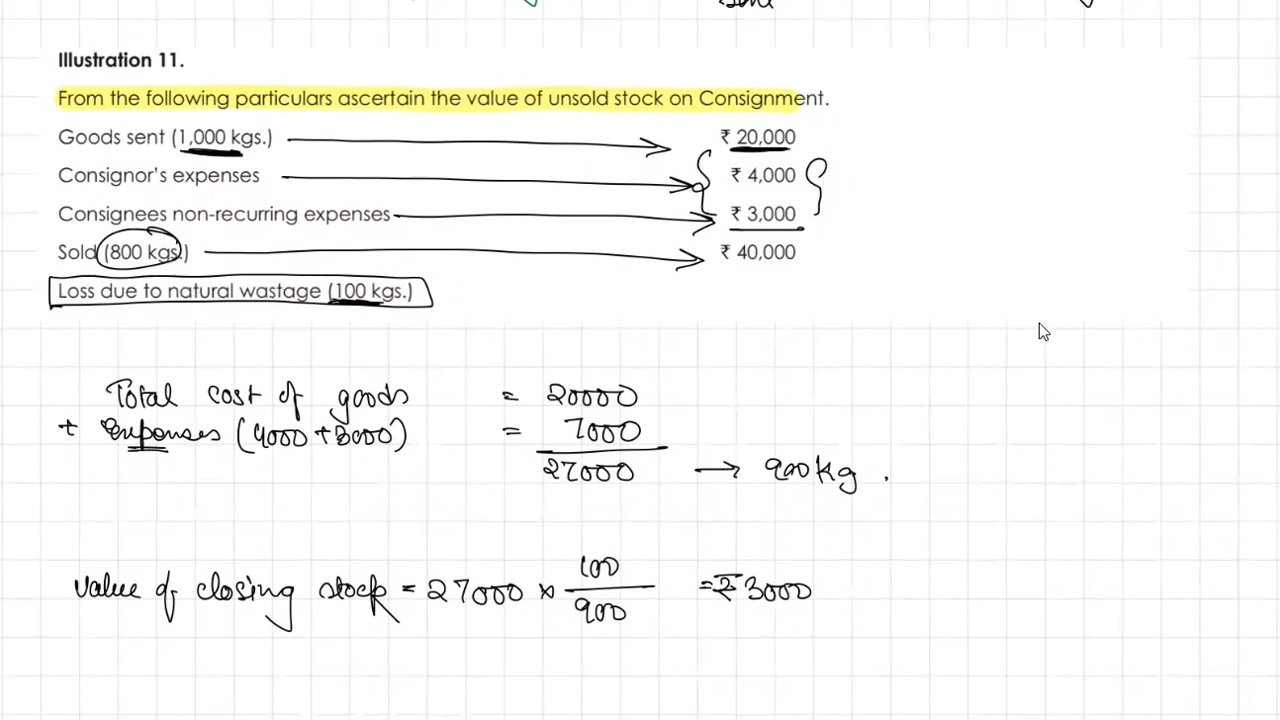 Illustration 11.
From the following particulars ascertain the value of unsold stock on Consignment.
Goods sent (1,000 kgs.) ₹ 20,000
Consignor's expenses ₹ 4,000
Consignees non-recurring expenses ₹ 3,000
Sold (800 kgs.) ₹ 40,000
Loss due to natural wastage (100 kgs.)
Total cost of goods = 20000
+ expenses (4000 + 3000) = 7000
27000 → 900 kg.
Value of closing stock = 27000 × 100/900 = ₹ 3000